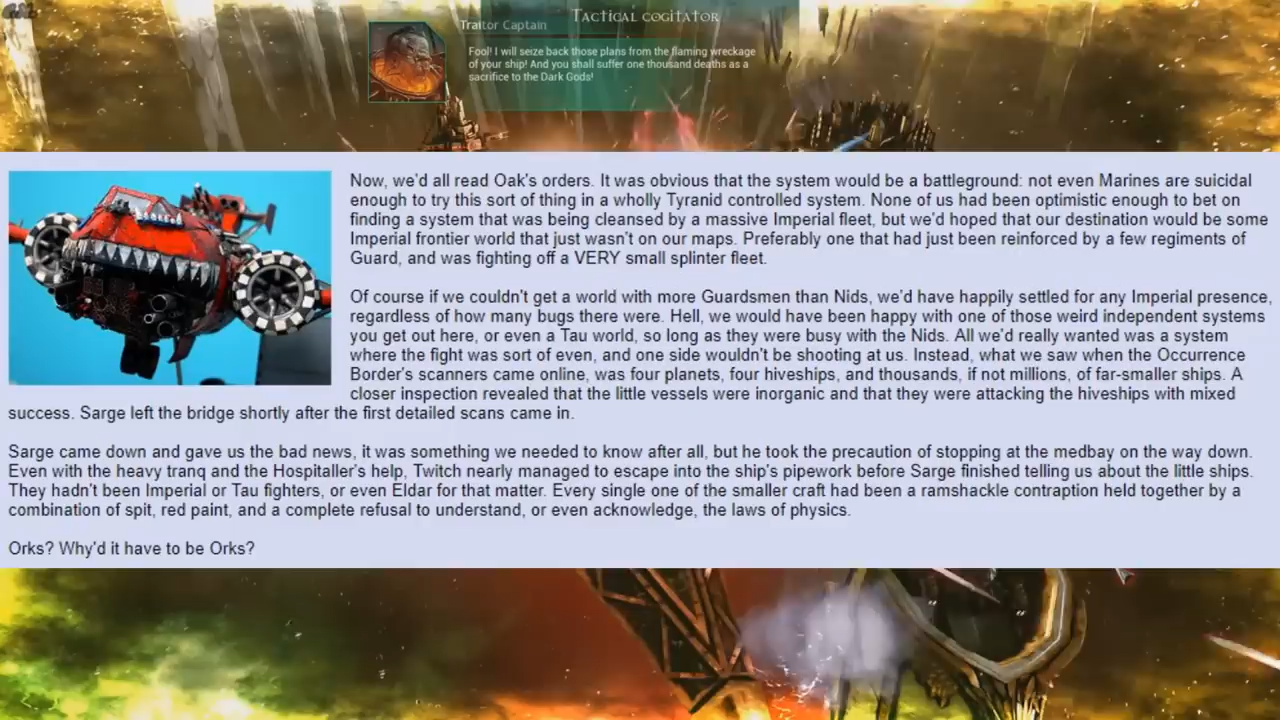 Tactical cogitator
Traitor Captain
Fool! I will seize back those plans from the flaming wreckage
of your ship! And you shall suffer one thousand deaths as a
sacrifice to the Dark Gods!
Now, we'd all read Oak's orders. It was obvious that the system would be a battleground: not even Marines are suicidal
enough to try this sort of thing in a wholly Tyranid controlled system. None of us had been optimistic enough to bet on
finding a system that was being cleansed by a massive Imperial fleet, but we'd hoped that our destination would be some
Imperial frontier world that just wasn't on our maps. Preferably one that had just been reinforced by a few regiments of
Guard, and was fighting off a VERY small splinter fleet.
Of course if we couldn't get a world with more Guardsmen than Nids, we'd have happily settled for any Imperial presence,
regardless of how many bugs there were. Hell, we would have been happy with one of those weird independent systems
you get out here, or even a Tau world, so long as they were busy with the Nids. All we'd really wanted was a system
where the fight was sort of even, and one side wouldn't be shooting at us. Instead, what we saw when the Occurrence
Border's scanners came online, was four planets, four hiveships, and thousands, if not millions, of far-smaller ships. A
closer inspection revealed that the little vessels were inorganic and that they were attacking the hiveships with mixed
success. Sarge left the bridge shortly after the first detailed scans came in.
Sarge came down and gave us the bad news, it was something we needed to know after all, but he took the precaution of stopping at the medbay on the way down.
Even with the heavy tranq and the Hospitaller's help, Twitch nearly managed to escape into the ship's pipework before Sarge finished telling us about the little ships.
They hadn't been Imperial or Tau fighters, or even Eldar for that matter. Every single one of the smaller craft had been a ramshackle contraption held together by a
combination of spit, red paint, and a complete refusal to understand, or even acknowledge, the laws of physics.
Orks? Why'd it have to be Orks?